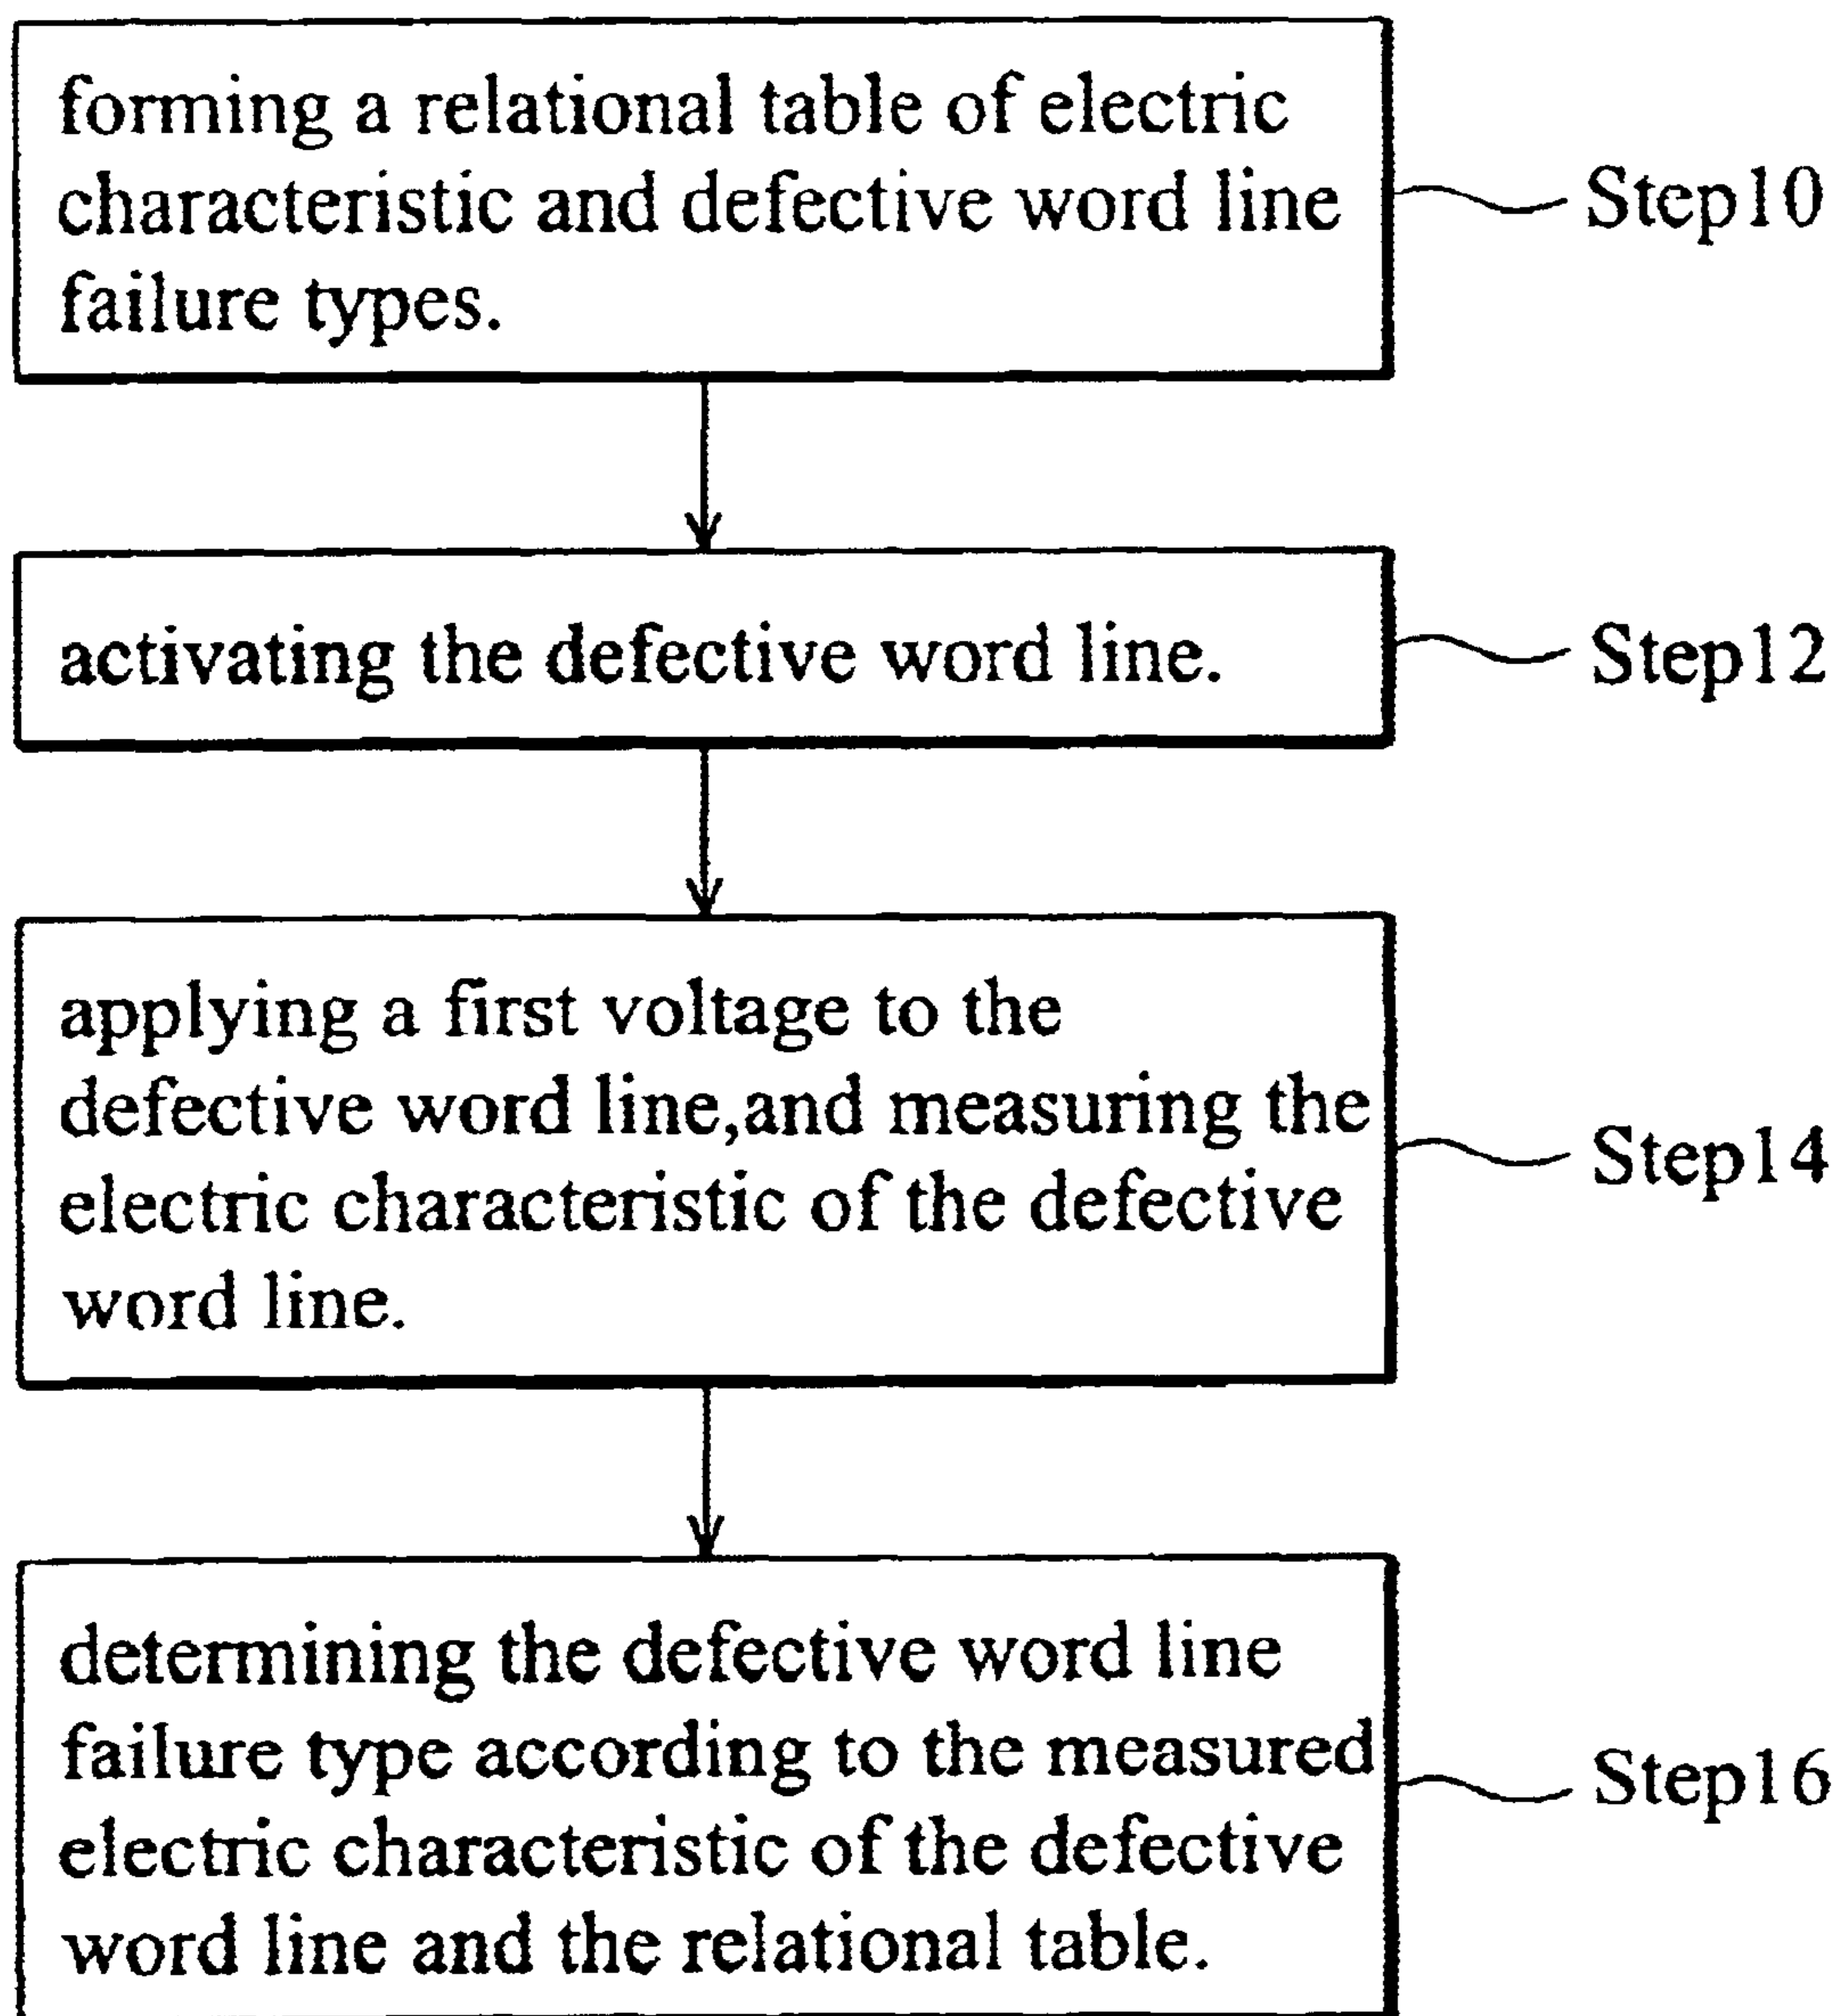 forming a relational table of electric
characteristic and defective word line
failure types.
Step10
activating the defective word line.
Step12
applying a first voltage to the
defective word line,and measuring the
electric characteristic of the defective
word line.
Step14
determining the defective word line
failure type according to the measured
electric characteristic of the defective
word line and the relational table.
Step16